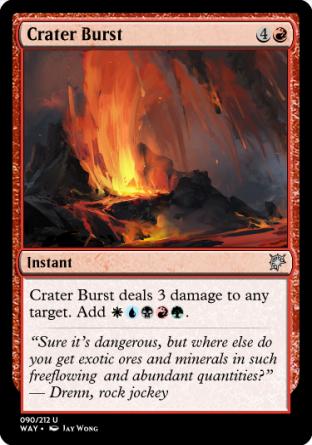 Crater Burst 4
Instant
Crater Burst deals 3 damage to any
target. Add .
“Sure it's dangerous, but where else do
you get exotic ores and minerals in such
freeflowing and abundant quantities?”
— Drenn, rock jockey
090/212 U
WAY • Jay Wong